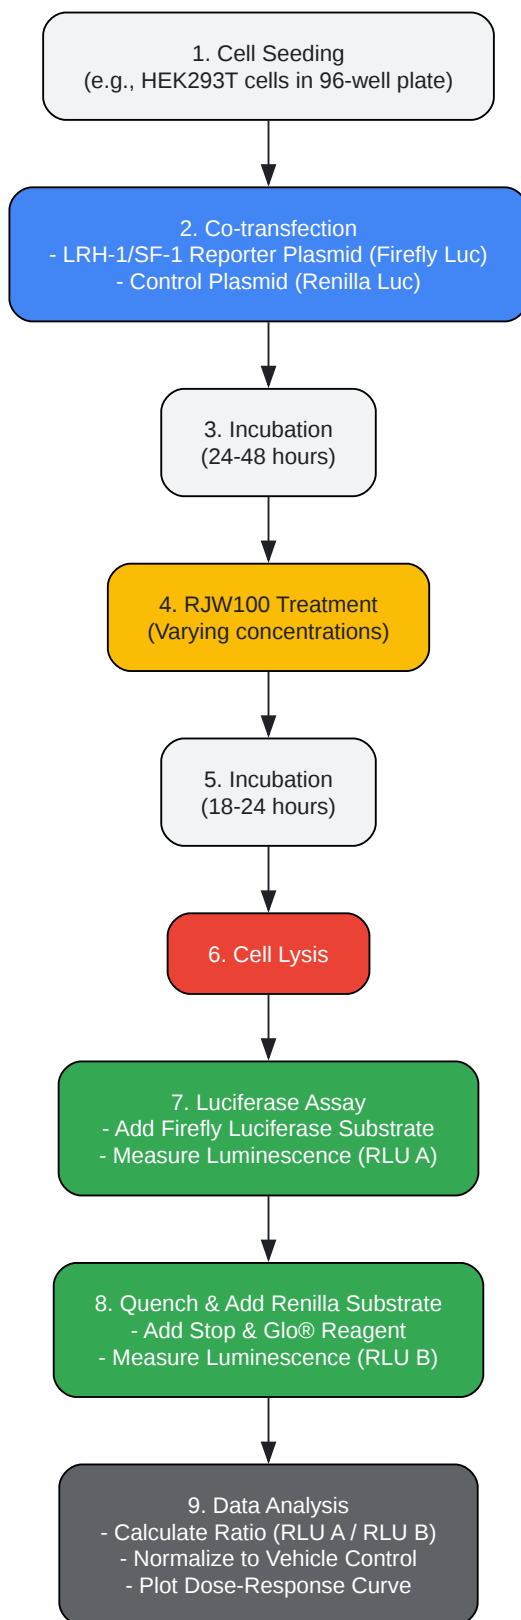 1. Cell Seeding
(e.g., HEK293T cells in 96-well plate)
2. Co-transfection
- LRH-1/SF-1 Reporter Plasmid (Firefly Luc)
- Control Plasmid (Renilla Luc)
3. Incubation
(24-48 hours)
4. RJW100 Treatment
(Varying concentrations)
5. Incubation
(18-24 hours)
6. Cell Lysis
7. Luciferase Assay
- Add Firefly Luciferase Substrate
- Measure Luminescence (RLU A)
8. Quench & Add Renilla Substrate
- Add Stop & Glo® Reagent
- Measure Luminescence (RLU B)
9. Data Analysis
- Calculate Ratio (RLU A / RLU B)
- Normalize to Vehicle Control
- Plot Dose-Response Curve